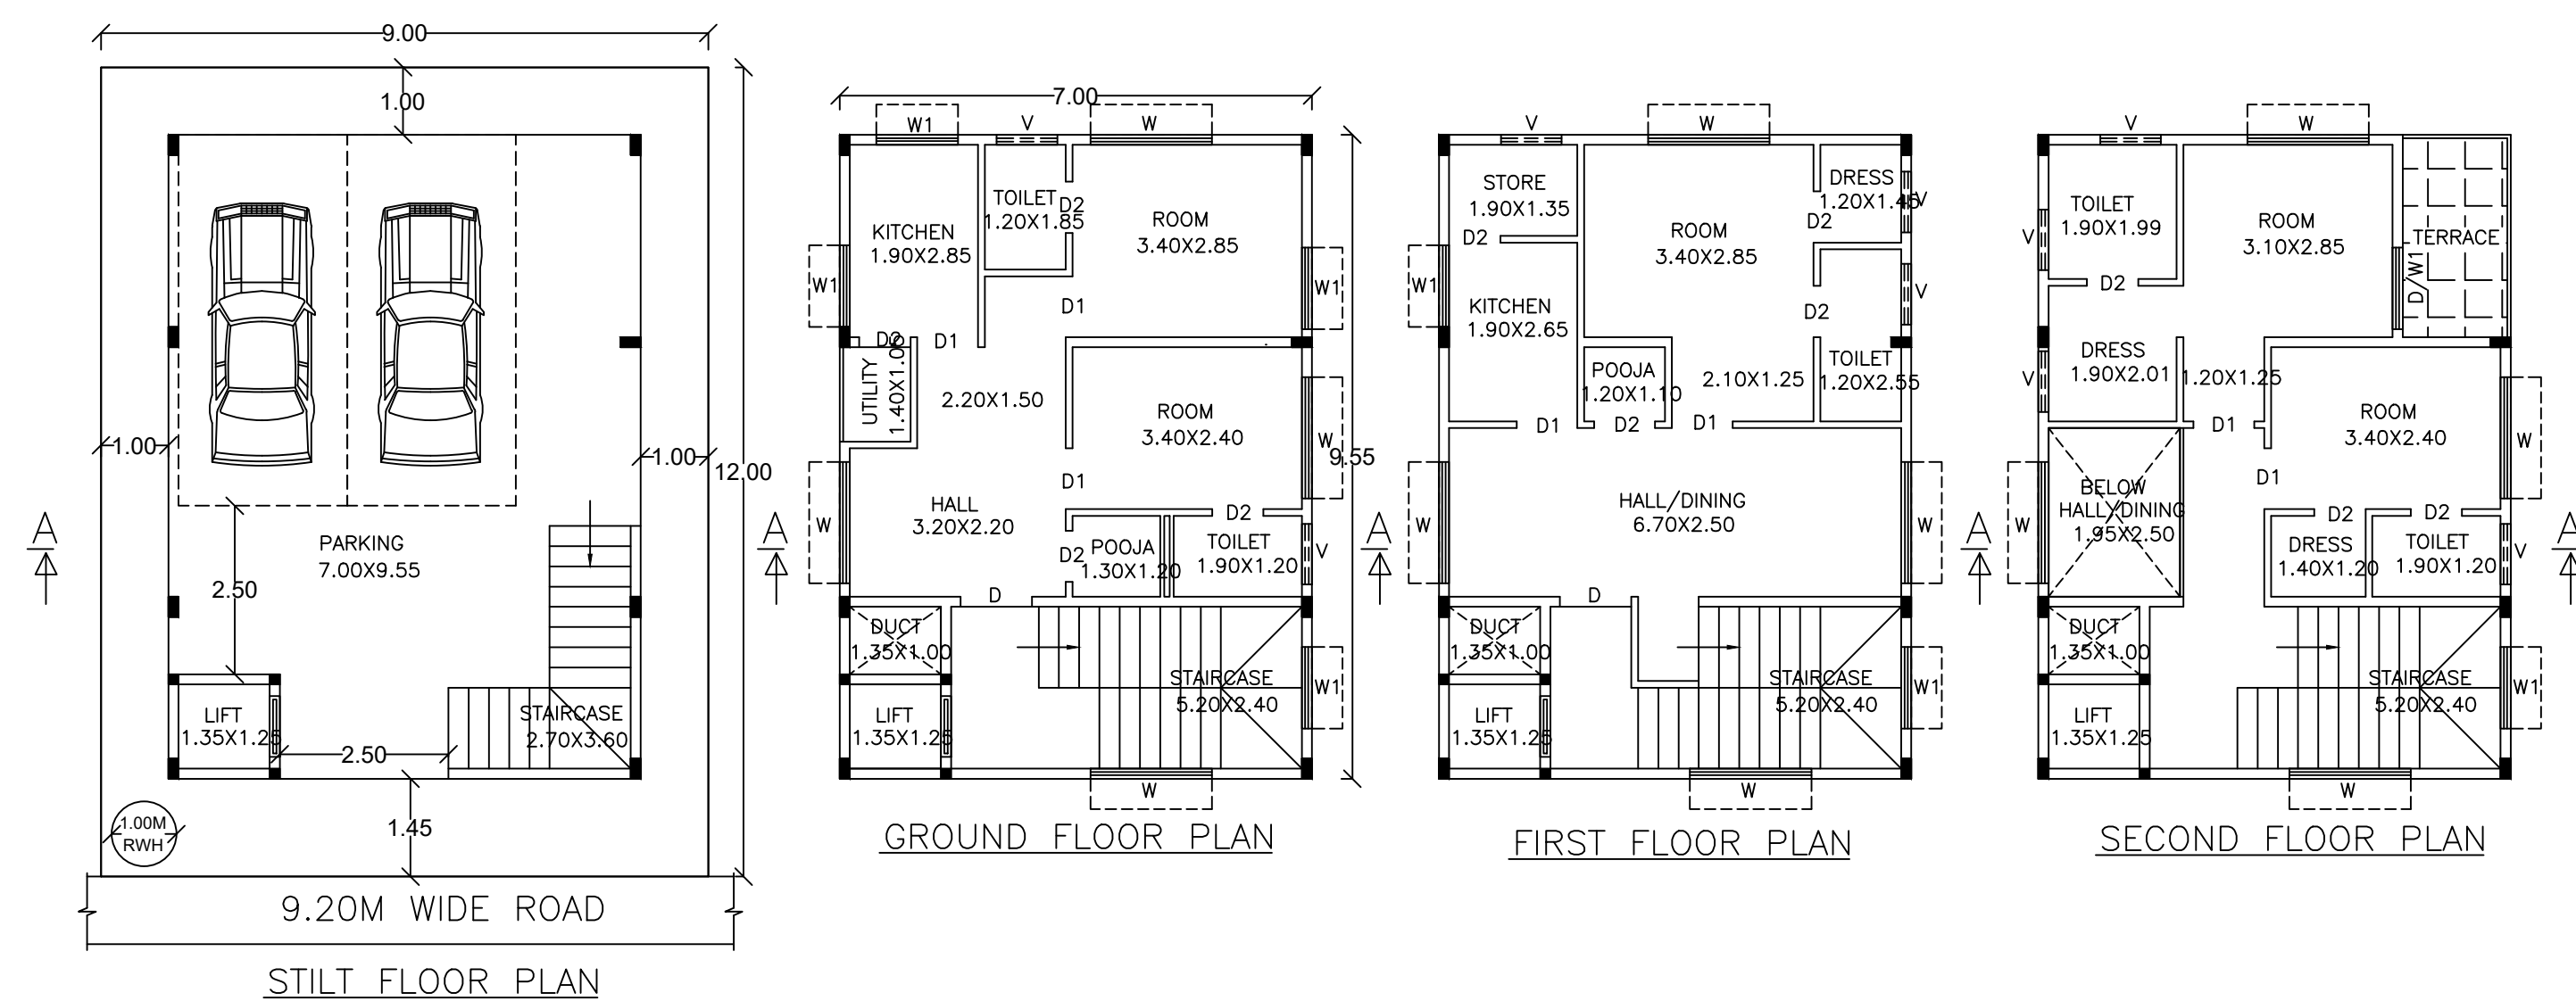 9.00
1.00
1.00
1.00
12.00
2.50
PARKING
7.00X9.55
A
LIFT
1.35X1.25
2.50
STAIRCASE
2.70X3.60
1.00M
RWH
1.45
9.20M WIDE ROAD
STILT FLOOR PLAN
7.00
W1
V
W
KITCHEN
1.90X2.85
TOILET
1.20X1.85
D2
ROOM
3.40X2.85
W1
W1
D1
D2
D1
UTILITY
1.40X1.05
2.20X1.50
ROOM
3.40X2.40
W
9.55
D1
HALL
3.20X2.20
W
A
D2
D2
POOJA
1.30X1.20
TOILET
1.90X1.20
V
D
DUCT
1.35X1.00
STAIRCASE
5.20X2.40
W1
LIFT
1.35X1.25
W
GROUND FLOOR PLAN
V
W
STORE
1.90X1.35
D2
ROOM
3.40X2.85
DRESS
1.20X1.45
V
D2
W1
KITCHEN
1.90X2.65
D2
V
POOJA
1.20X1.10
2.10X1.25
TOILET
1.20X2.55
D1
D2
D1
HALL/DINING
6.70X2.50
W
W
A
D
DUCT
1.35X1.00
STAIRCASE
5.20X2.40
W1
LIFT
1.35X1.25
W
FIRST FLOOR PLAN
V
W
TOILET
1.90X1.99
V
D2
ROOM
3.10X2.85
TERRACE
D/W1
DRESS
1.90X2.01
V
1.20X1.25
D1
ROOM
3.40X2.40
W
D1
BELOW
HALL/DINING
1.95X2.50
W
A
D2
D2
DRESS
1.40X1.20
TOILET
1.90X1.20
V
A
DUCT
1.35X1.00
STAIRCASE
5.20X2.40
W1
LIFT
1.35X1.25
W
SECOND FLOOR PLAN